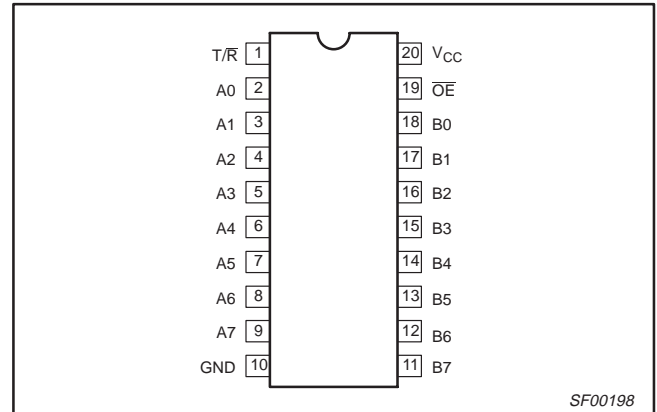 T/R̅ 1 20 VCC
A0 2 19 O̅E̅
A1 3 18 B0
A2 4 17 B1
A3 5 16 B2
A4 6 15 B3
A5 7 14 B4
A6 8 13 B5
A7 9 12 B6
GND 10 11 B7
SF00198